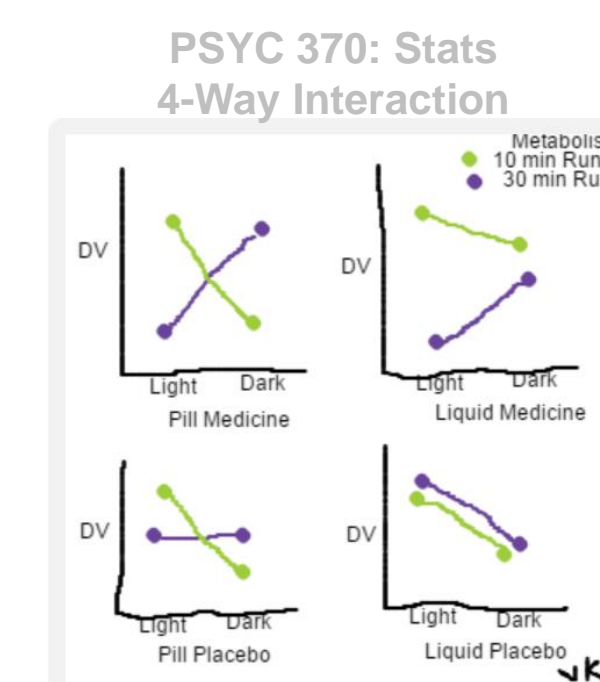 PSYC 370: Stats
4-Way Interaction
Metabolis
10 min Run
30 min Ru
DV
DV
Light Dark
Light Dark
Pill Medicine
Liquid Medicine
DV
DV
Light Dark
Light Dark
Pill Placebo
Liquid Placebo